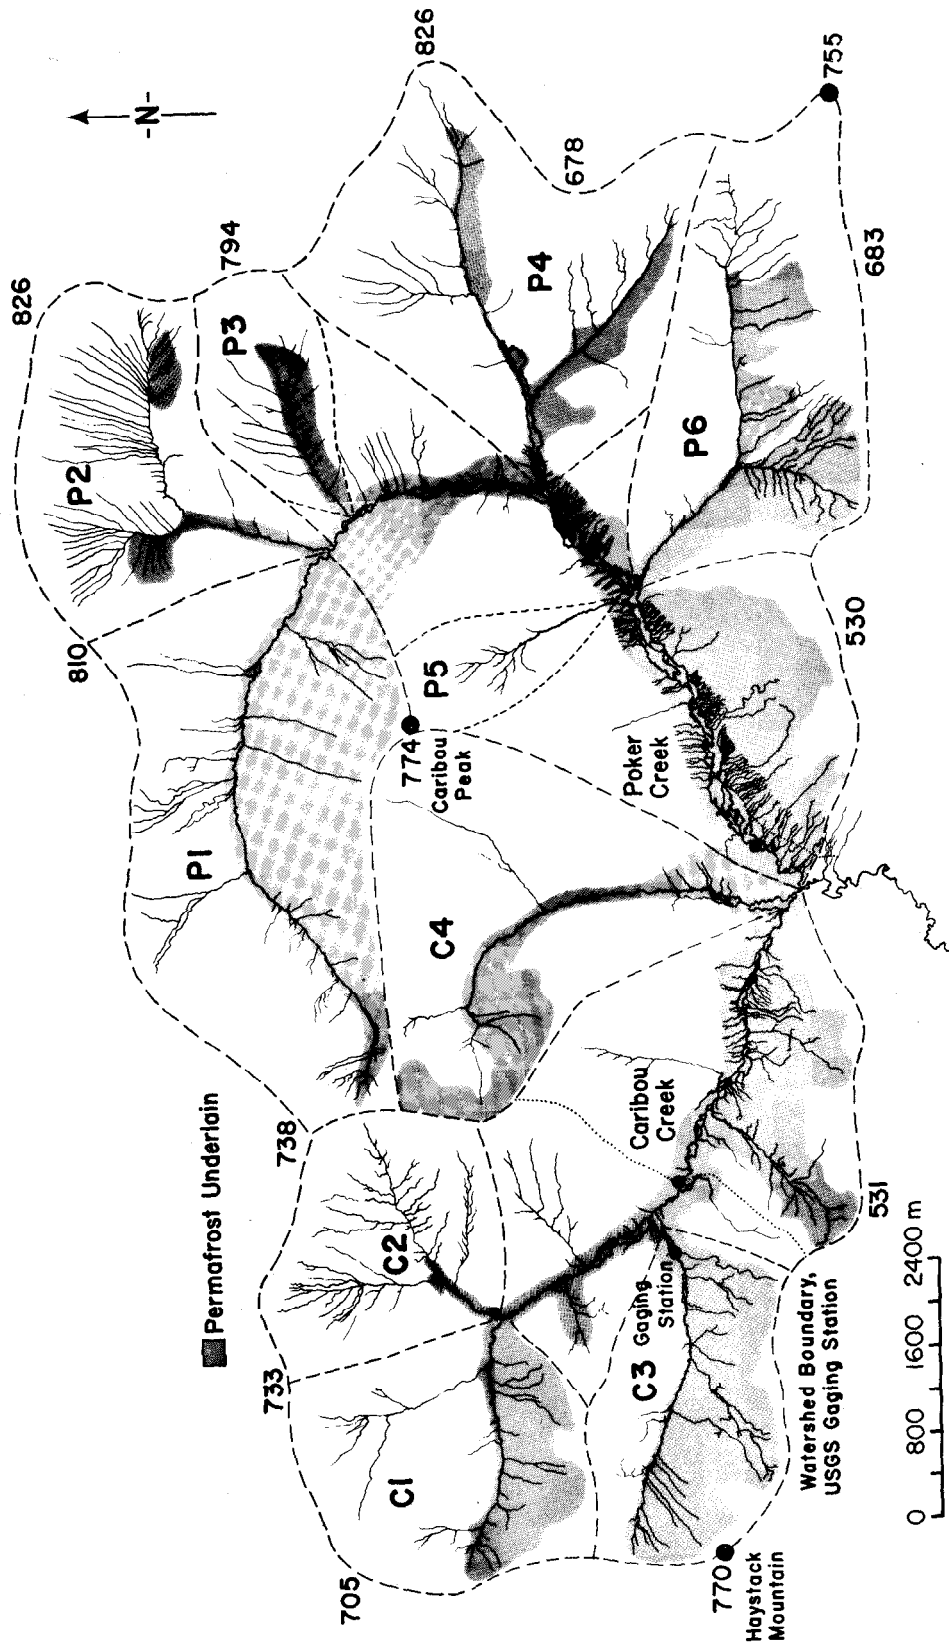 Permafrost Underlain
-N-
826
826
794
810
P2
P3
P1
P4
678
738
733
705
C2
C1
C4
774
Caribou
Peak
P5
P6
755
683
530
Poker
Creek
Caribou
Creek
Gaging
Station
C3
531
770
Haystack
Mountain
Watershed Boundary,
USGS Gaging Station
0 800 1600 2400 m